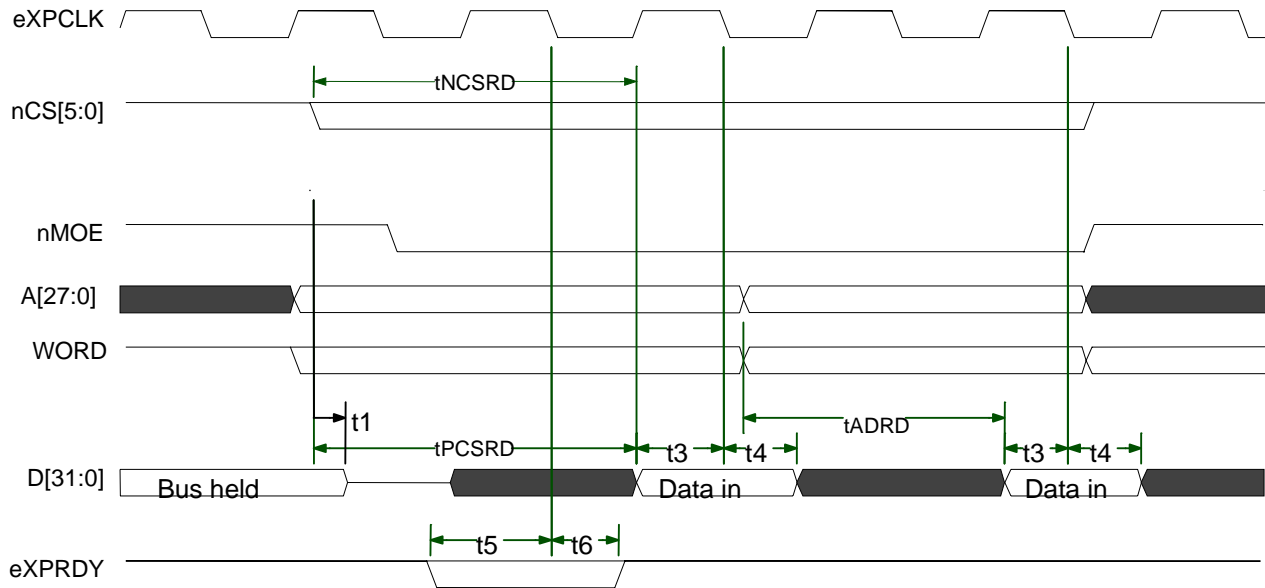 eXPCLK
tNCSRD
nCS[5:0]
nMOE
A[27:0]
WORD
t1
tADRD
tPCSRD
t3
t4
t3
t4
D[31:0]
Bus held
Data in
Data in
t5
t6
eXPRDY